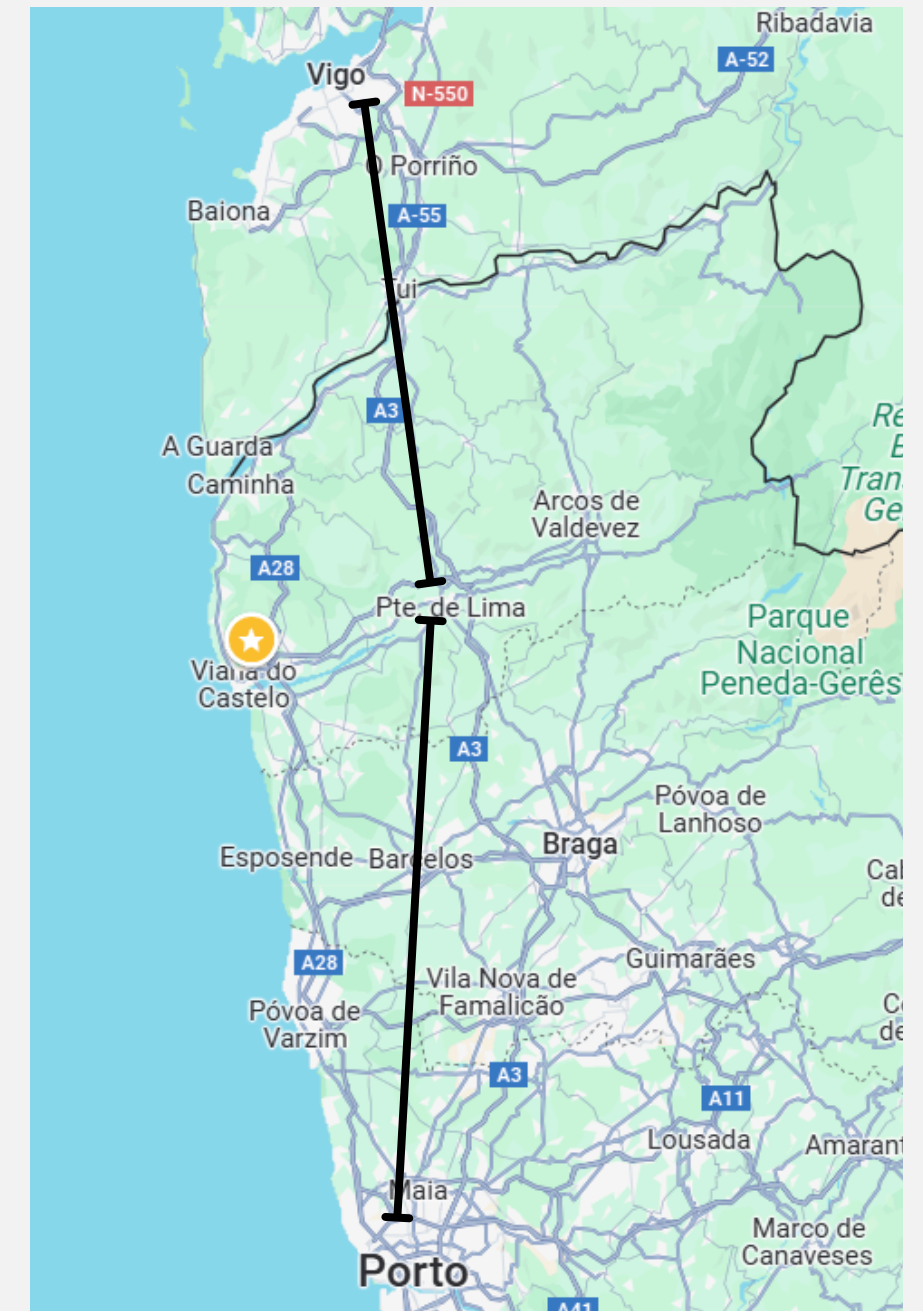 Ribadavia
A-52
Vigo
N-550
O Porriño
Baiona
A-55
Tui
A3
A Guarda
Caminha
Arcos de
Valdevez
A28
Pte. de Lima
Parque
Nacional
Peneda-Gerês
Viana do
Castelo
A3
Póvoa de
Lanhoso
Braga
Esposende
Barcelos
A28
Guimarães
Vila Nova de
Famalicão
Póvoa de
Varzim
A3
A11
Lousada
Amarant
Maia
Marco de
Canaveses
Porto
A41